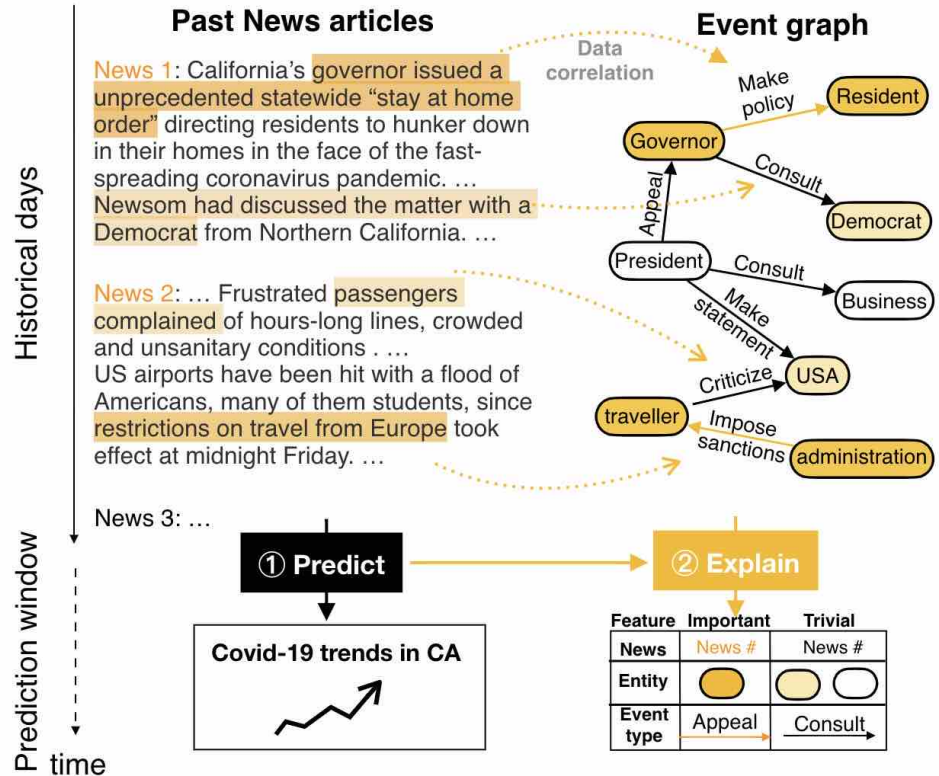 Past News articles
Event graph
Historical days
Prediction window
time
News 1: California’s governor issued a
unprecedented statewide “stay at home
order” directing residents to hunker down
in their homes in the face of the fast-
spreading coronavirus pandemic. …
Newsom had discussed the matter with a
Democrat from Northern California. …
News 2: … Frustrated passengers
complained of hours-long lines, crowded
and unsanitary conditions . …
US airports have been hit with a flood of
Americans, many of them students, since
restrictions on travel from Europe took
effect at midnight Friday. …
News 3: …
Data
correlation
Make
policy
Resident
Governor
Consult
Appeal
Democrat
President
Consult
Business
Make
statement
USA
Criticize
traveller
Impose
sanctions
administration
① Predict
② Explain
Covid-19 trends in CA
Feature Important Trivial
News News # News #
Entity
Event
type
Appeal Consult